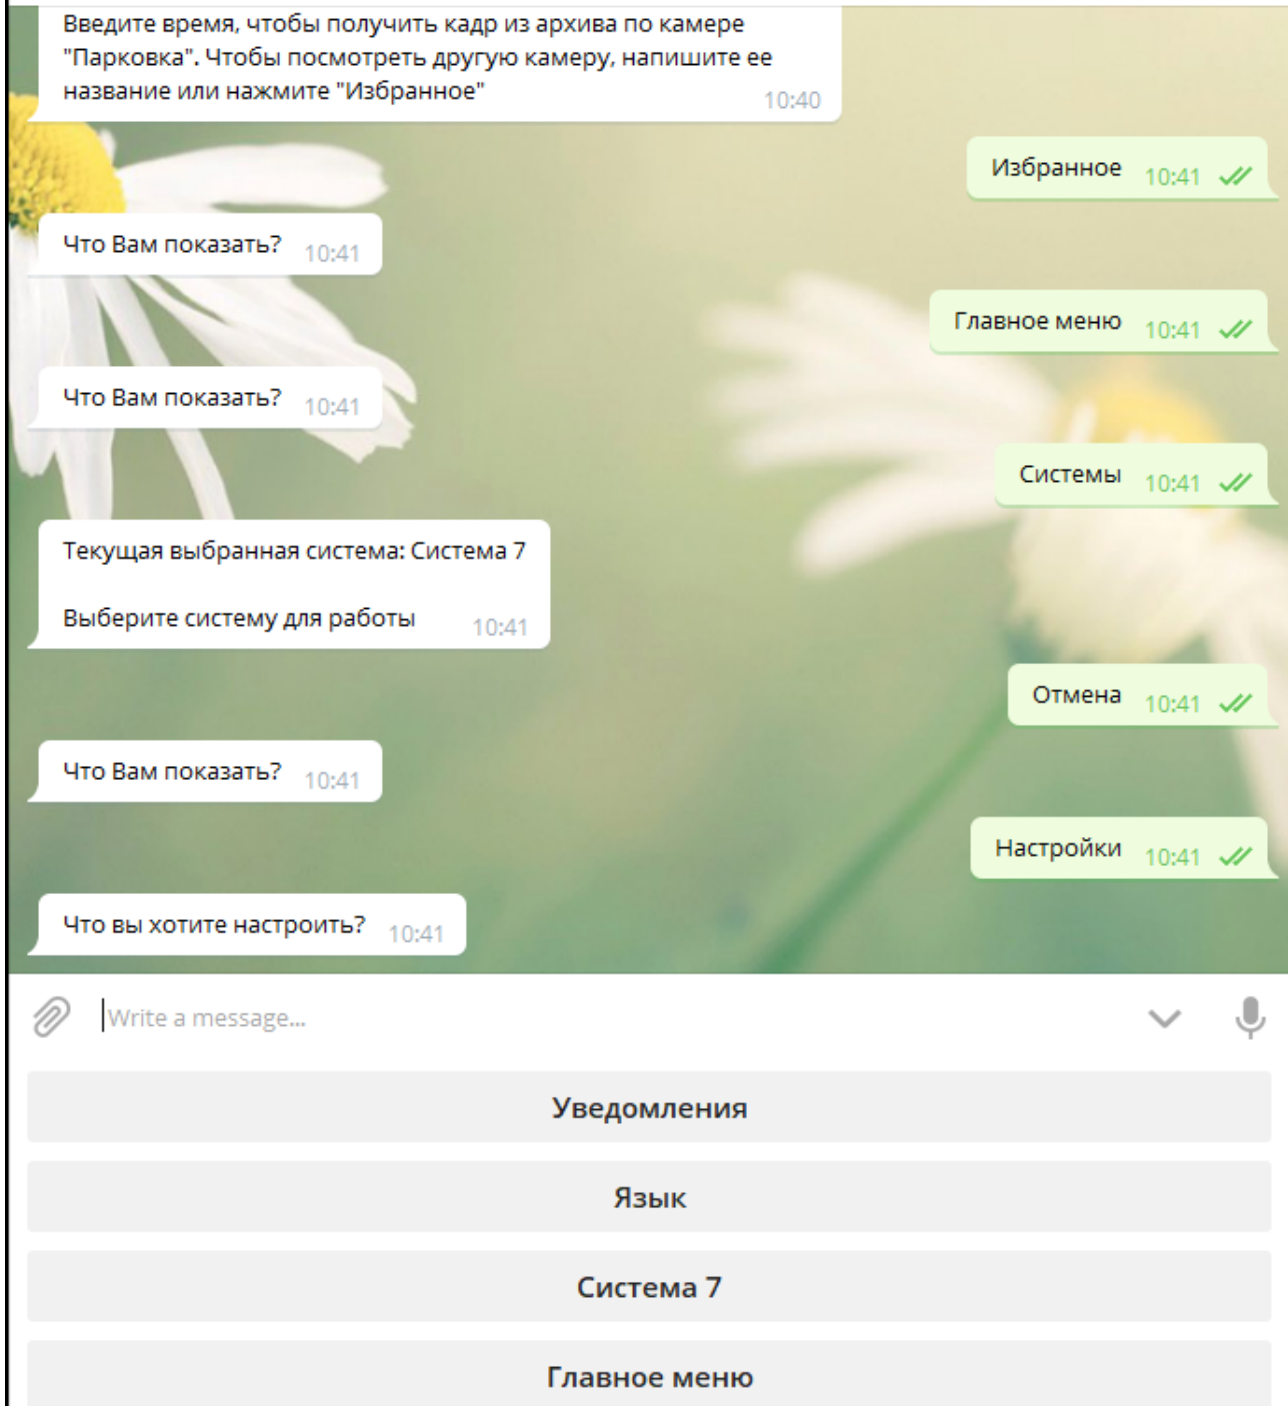 Введите время, чтобы получить кадр из архива по камере
"Парковка". Чтобы посмотреть другую камеру, напишите ее
название или нажмите "Избранное"
10:40
Избранное 10:41
Что Вам показать? 10:41
Главное меню 10:41
Что Вам показать? 10:41
Системы 10:41
Текущая выбранная система: Система 7
Выберите систему для работы 10:41
Отмена 10:41
Что Вам показать? 10:41
Настройки 10:41
Что вы хотите настроить? 10:41
Write a message...
Уведомления
Язык
Система 7
Главное меню